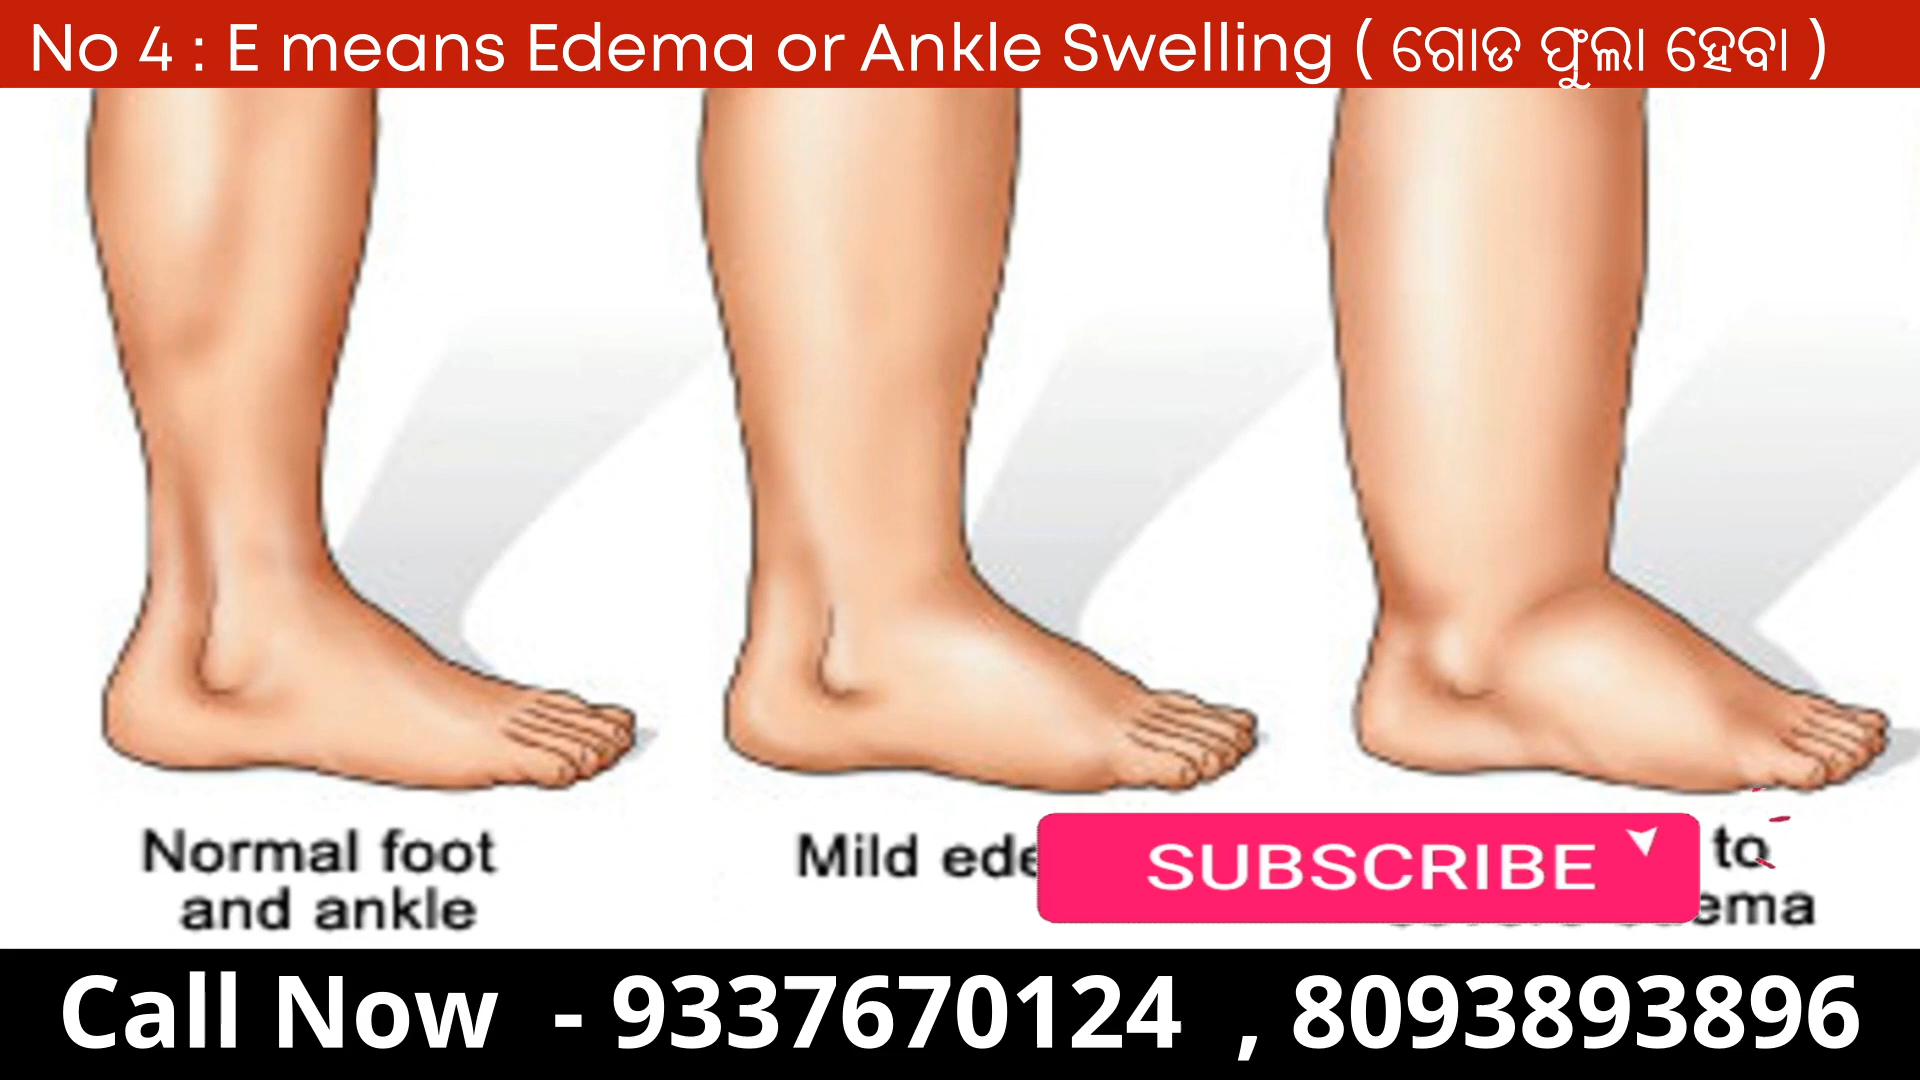 No 4 : E means Edema or Ankle Swelling ( ଗୋଡ ଫୁଲା ହେବା )
Normal foot
and ankle
Mild ede
SUBSCRIBE
to
ema
Call Now - 9337670124 , 8093893896